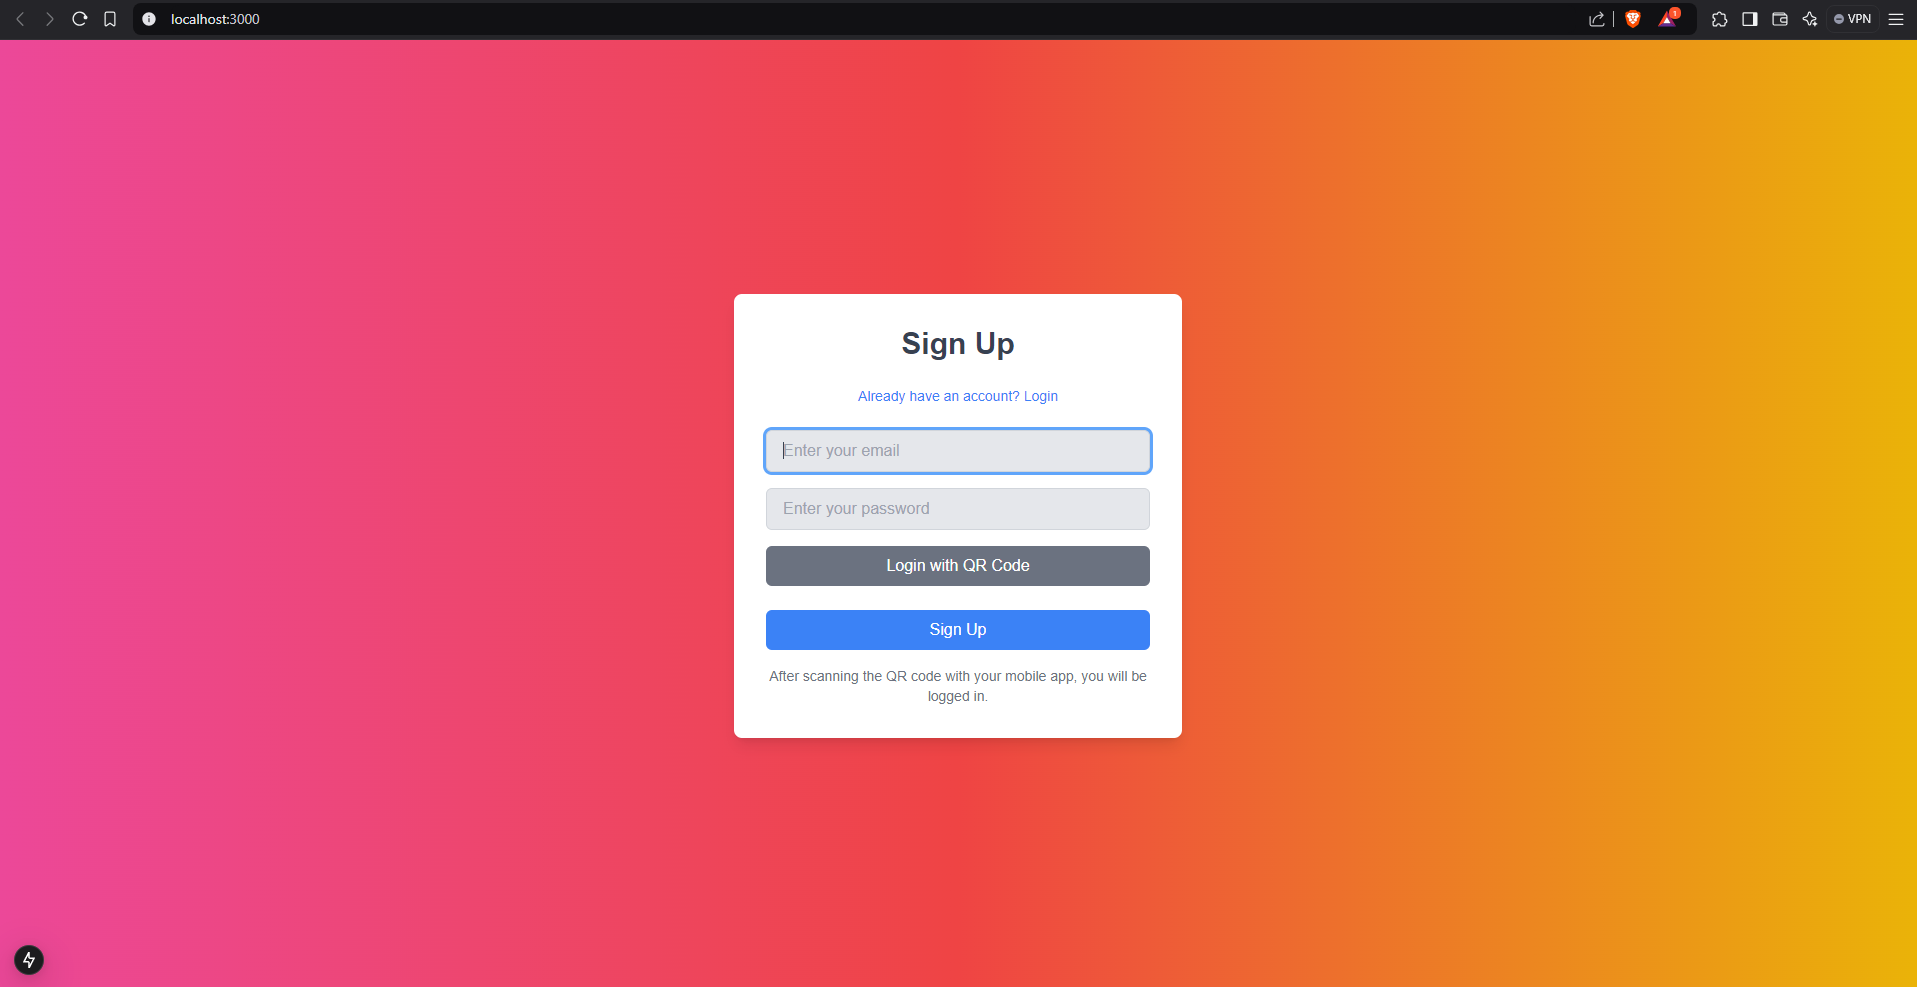 localhost:3000
1
VPN
Sign Up
Already have an account? Login
Enter your email
Enter your password
Login with QR Code
Sign Up
After scanning the QR code with your mobile app, you will be
logged in.